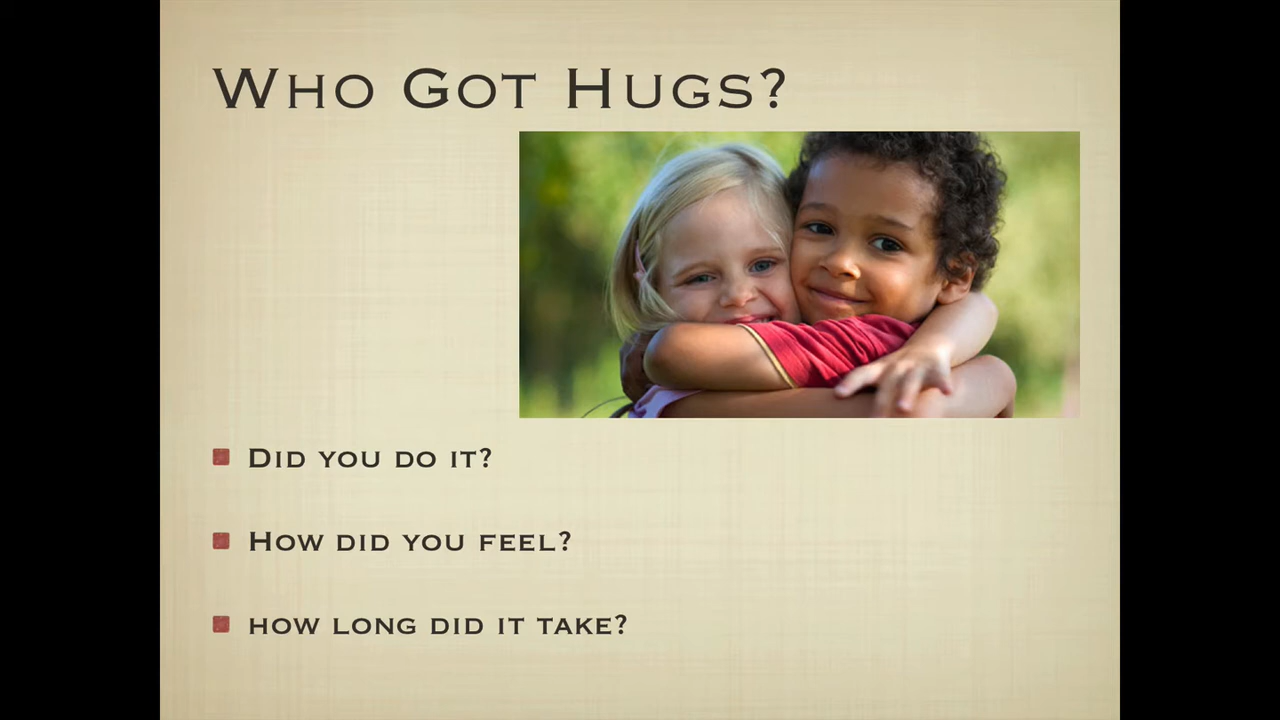 Who Got Hugs?
Did you do it?
How did you feel?
how long did it take?